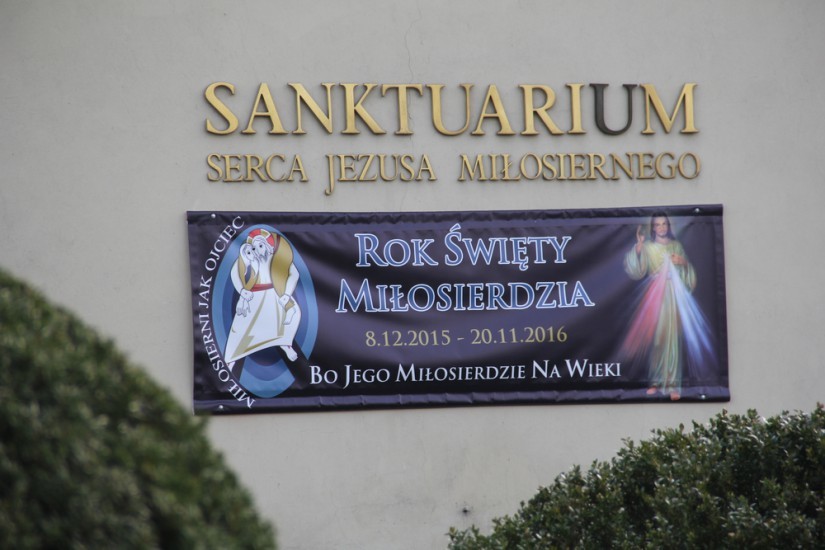 SANKTUARIUM
SERCA JEZUSA MIŁOSIERNEGO
MIŁOSIERNI JAK OJCIEC
ROK ŚWIĘTY
MIŁOSIERDZIA
8.12.2015 - 20.11.2016
BO JEGO MIŁOSIERDZIE NA WIEKI